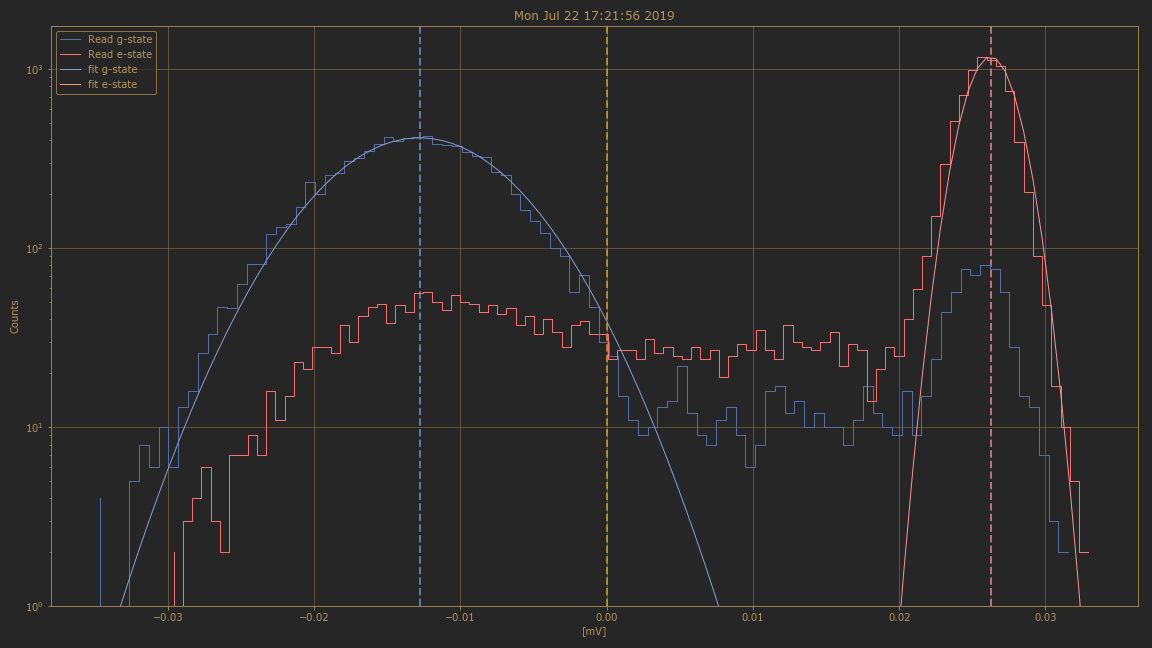 Mon Jul 22 17:21:56 2019
Read g-state
Read e-state
fit g-state
fit e-state
Counts
10³
10²
10¹
10⁰
−0.03 −0.02 −0.01 0.00 0.01 0.02 0.03
[mV]